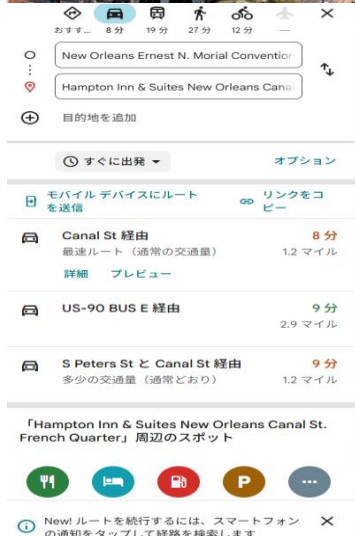 おすす... 8 分 19 分 27 分 12 分 —
New Orleans Ernest N. Morial Convention
Hampton Inn & Suites New Orleans Cana
目的地を追加
すぐに出発 オプション
モバイル デバイスにルート
を送信
リンクをコ
ピー
Canal St 経由 8 分
最速ルート（通常の交通量） 1.2 マイル
詳細 プレビュー
US-90 BUS E 経由 9 分
2.9 マイル
S Peters St と Canal St 経由 9 分
多少の交通量（通常どおり） 1.2 マイル
「Hampton Inn & Suites New Orleans Canal St.
French Quarter」周辺のスポット
P
New! ルートを続行するには、スマートフォン
の通知をタップして経路を検索します